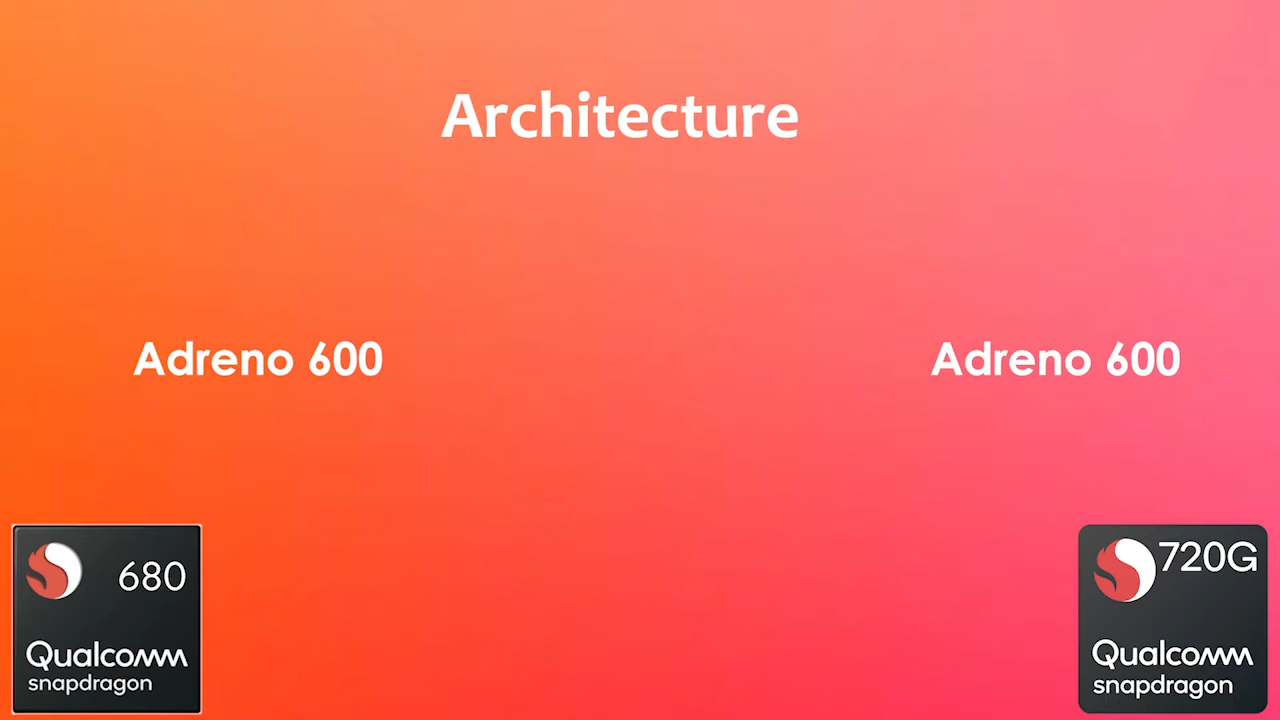 Architecture
Adreno 600
Adreno 600
680
Qualcomm
snapdragon
720G
Qualcomm
snapdragon